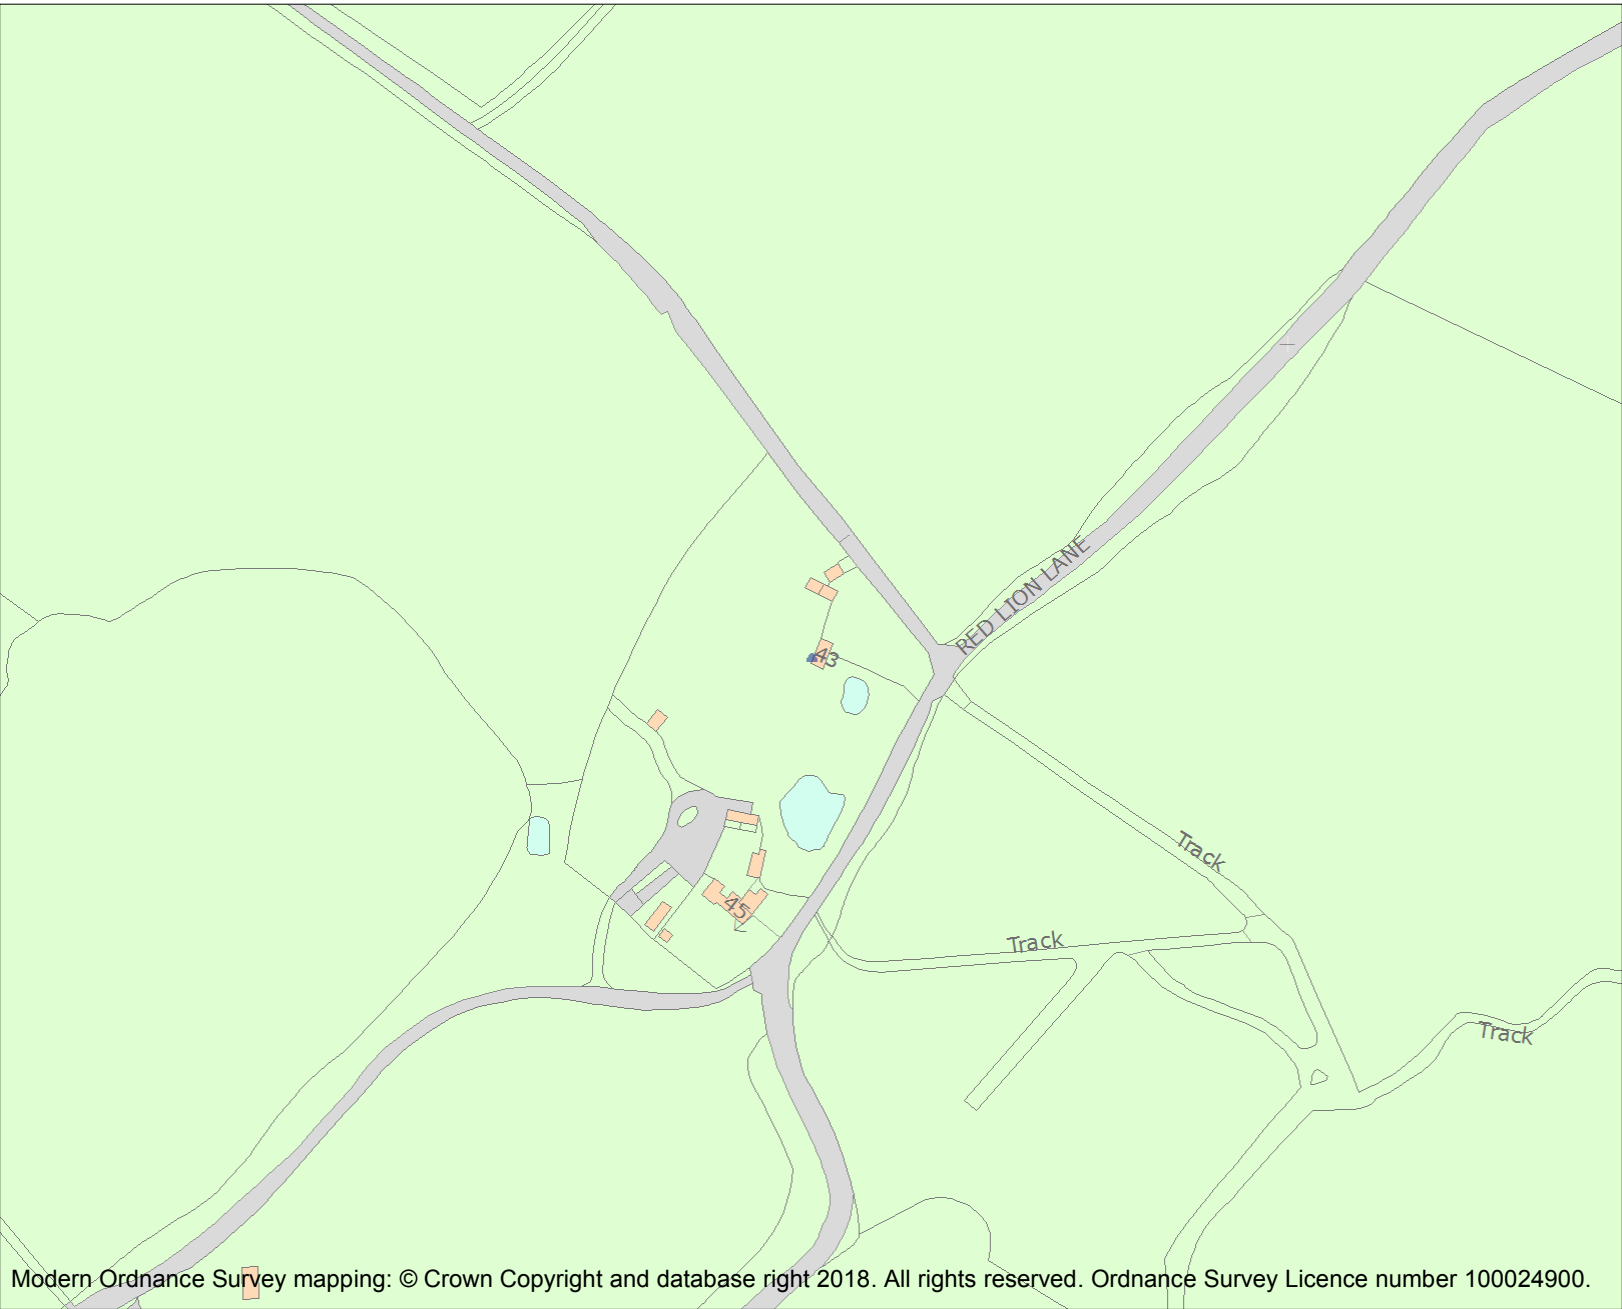 RED LION LANE
43
Track
45
Track
Track
Modern Ordnance Survey mapping: © Crown Copyright and database right 2018. All rights reserved. Ordnance Survey Licence number 100024900.